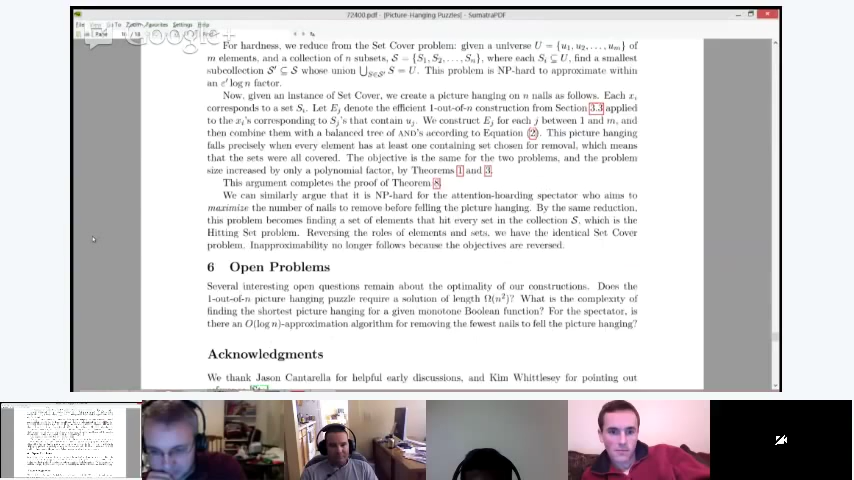 72400.pdf - [Picture-Hanging Puzzles] - SumatraPDF
File View Go To Zoom Favorites Settings Help
Page
Google+
For hardness, we reduce from the Set Cover problem: given a universe U = {u₁, u₂, . . . , uₘ} of
m elements, and a collection of n subsets, 𝒮 = {S₁, S₂, . . . , Sₙ}, where each Sᵢ ⊆ U, find a smallest
subcollection 𝒮′ ⊆ 𝒮 whose union ⋃S∈𝒮′ S = U. This problem is NP-hard to approximate within
an ε′ log n factor.
Now, given an instance of Set Cover, we create a picture hanging on n nails as follows. Each xᵢ
corresponds to a set Sᵢ. Let Eⱼ denote the efficient 1-out-of-n construction from Section 3.3 applied
to the xᵢ's corresponding to Sⱼ's that contain uⱼ. We construct Eⱼ for each j between 1 and m, and
then combine them with a balanced tree of AND's according to Equation (2). This picture hanging
falls precisely when every element has at least one containing set chosen for removal, which means
that the sets were all covered. The objective is the same for the two problems, and the problem
size increased by only a polynomial factor, by Theorems 1 and 3.
This argument completes the proof of Theorem 8.
We can similarly argue that it is NP-hard for the attention-hoarding spectator who aims to
maximize the number of nails to remove before felling the picture hanging. By the same reduction,
this problem becomes finding a set of elements that hit every set in the collection 𝒮, which is the
Hitting Set problem. Reversing the roles of elements and sets, we have the identical Set Cover
problem. Inapproximability no longer follows because the objectives are reversed.
6 Open Problems
Several interesting open questions remain about the optimality of our constructions. Does the
1-out-of-n picture hanging puzzle require a solution of length Ω(n²)? What is the complexity of
finding the shortest picture hanging for a given monotone Boolean function? For the spectator, is
there an O(log n)-approximation algorithm for removing the fewest nails to fell the picture hanging?
Acknowledgments
We thank Jason Cantarella for helpful early discussions, and Kim Whittlesey for pointing out